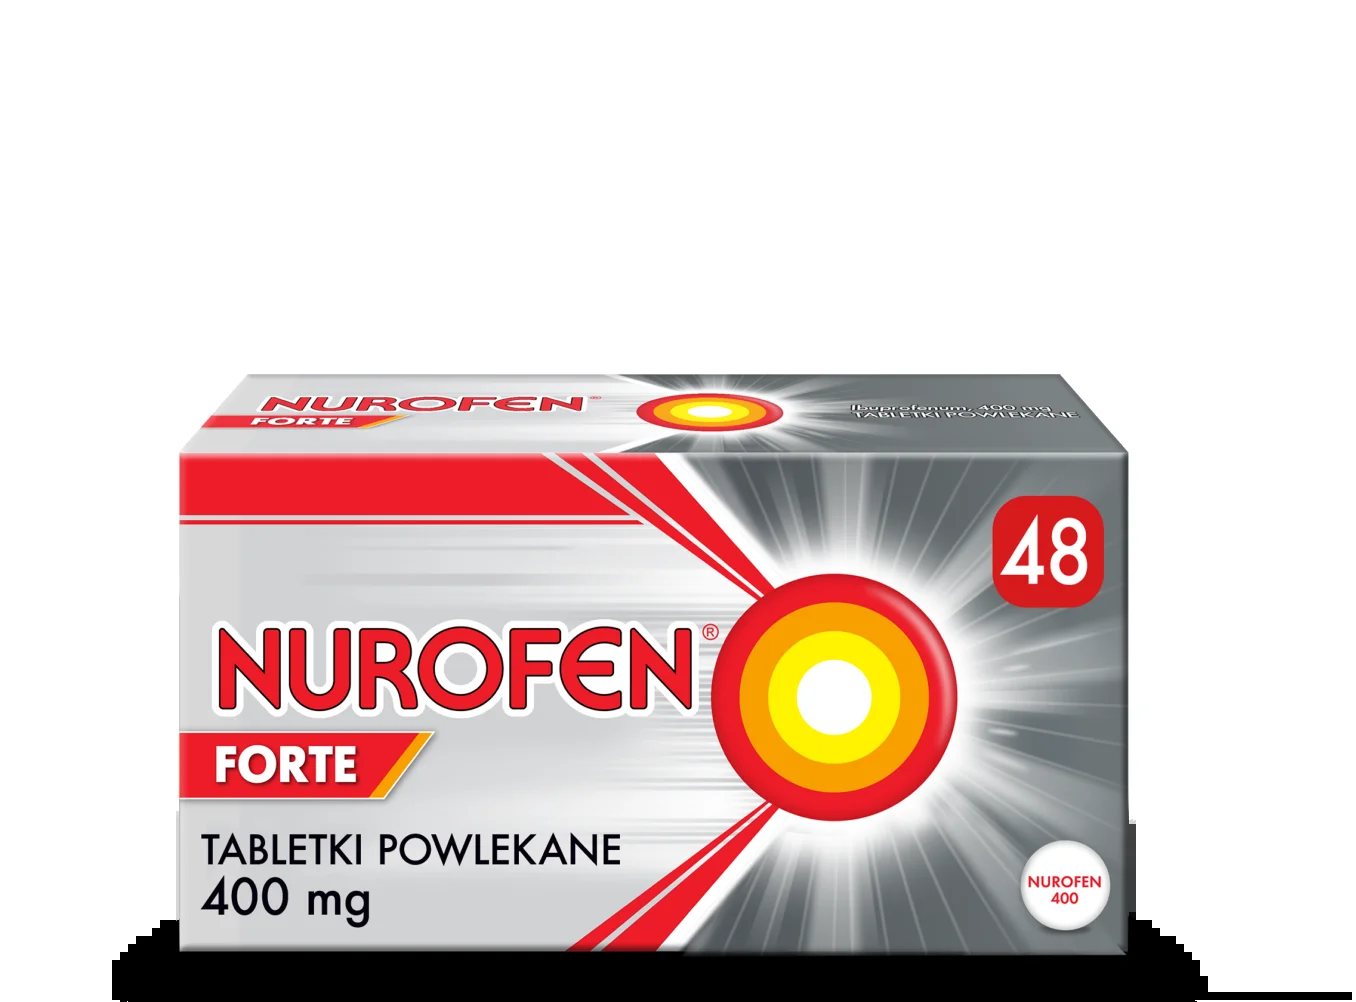 NUROFEN®
FORTE
Ibuprofenum, 400 mg
TABLETKI POWLEKANE
48
NUROFEN®
FORTE
TABLETKI POWLEKANE
400 mg
NUROFEN
400